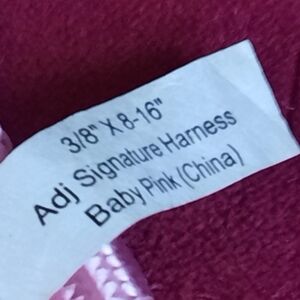 3/8" X 8-16"
Adj Signature Harness
Baby Pink (China)